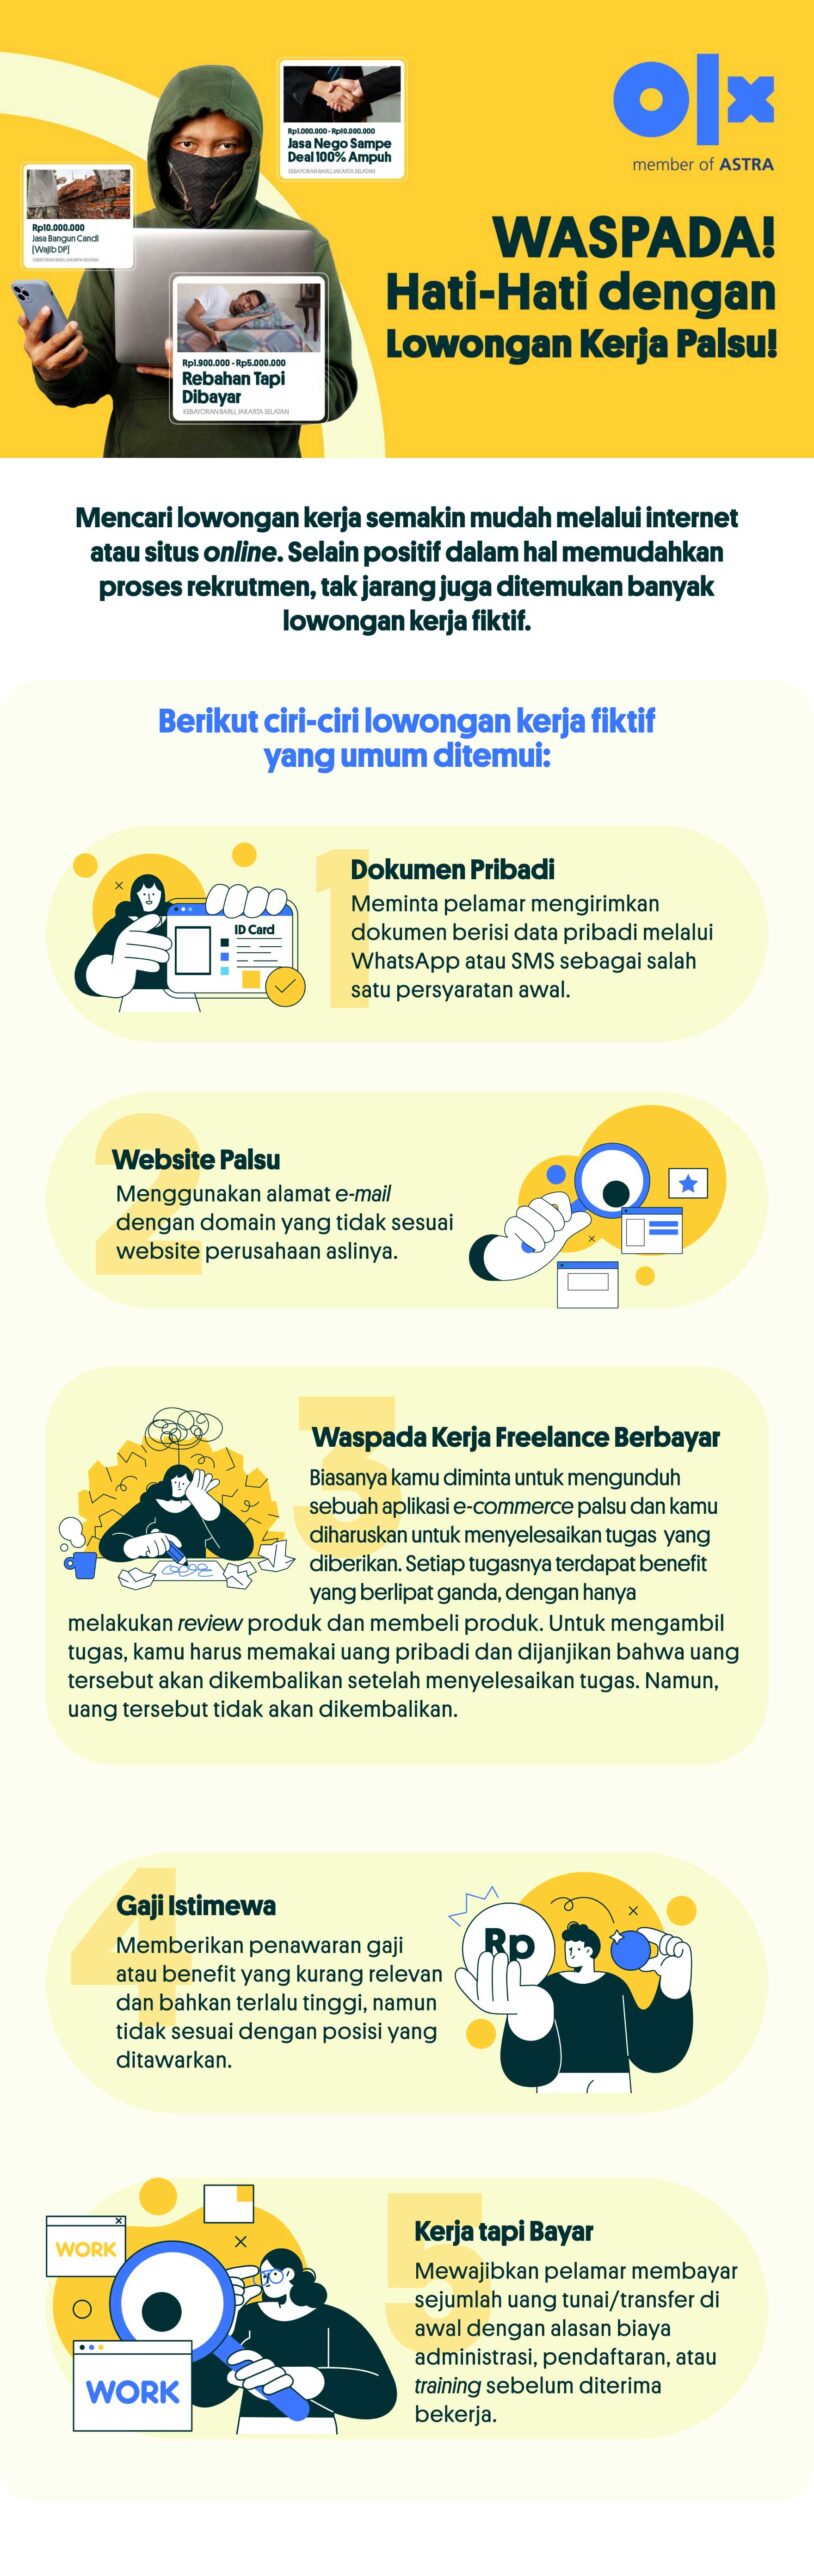 olx
member of ASTRA
Rp1.000.000 - Rp10.000.000
Jasa Nego Sampe
Deal 100% Ampuh
KEBAYORAN BARU, JAKARTA SELATAN
Rp10.000.000
Jasa Bangun Candi
(Wajib DP)
KEBAYORAN BARU, JAKARTA SELATAN
Rp1.900.000 - Rp5.000.000
Rebahan Tapi
Dibayar
KEBAYORAN BARU, JAKARTA SELATAN
WASPADA!
Hati-Hati dengan
Lowongan Kerja Palsu!
Mencari lowongan kerja semakin mudah melalui internet
atau situs online. Selain positif dalam hal memudahkan
proses rekrutmen, tak jarang juga ditemukan banyak
lowongan kerja fiktif.
Berikut ciri-ciri lowongan kerja fiktif
yang umum ditemui:
ID Card
1
Dokumen Pribadi
Meminta pelamar mengirimkan
dokumen berisi data pribadi melalui
WhatsApp atau SMS sebagai salah
satu persyaratan awal.
2
Website Palsu
Menggunakan alamat e-mail
dengan domain yang tidak sesuai
website perusahaan aslinya.
3
Waspada Kerja Freelance Berbayar
Biasanya kamu diminta untuk mengunduh
sebuah aplikasi e-commerce palsu dan kamu
diharuskan untuk menyelesaikan tugas yang
diberikan. Setiap tugasnya terdapat benefit
yang berlipat ganda, dengan hanya
melakukan review produk dan membeli produk. Untuk mengambil
tugas, kamu harus memakai uang pribadi dan dijanjikan bahwa uang
tersebut akan dikembalikan setelah menyelesaikan tugas. Namun,
uang tersebut tidak akan dikembalikan.
4
Gaji Istimewa
Memberikan penawaran gaji
atau benefit yang kurang relevan
dan bahkan terlalu tinggi, namun
tidak sesuai dengan posisi yang
ditawarkan.
Rp
WORK
WORK
5
Kerja tapi Bayar
Mewajibkan pelamar membayar
sejumlah uang tunai/transfer di
awal dengan alasan biaya
administrasi, pendaftaran, atau
training sebelum diterima
bekerja.